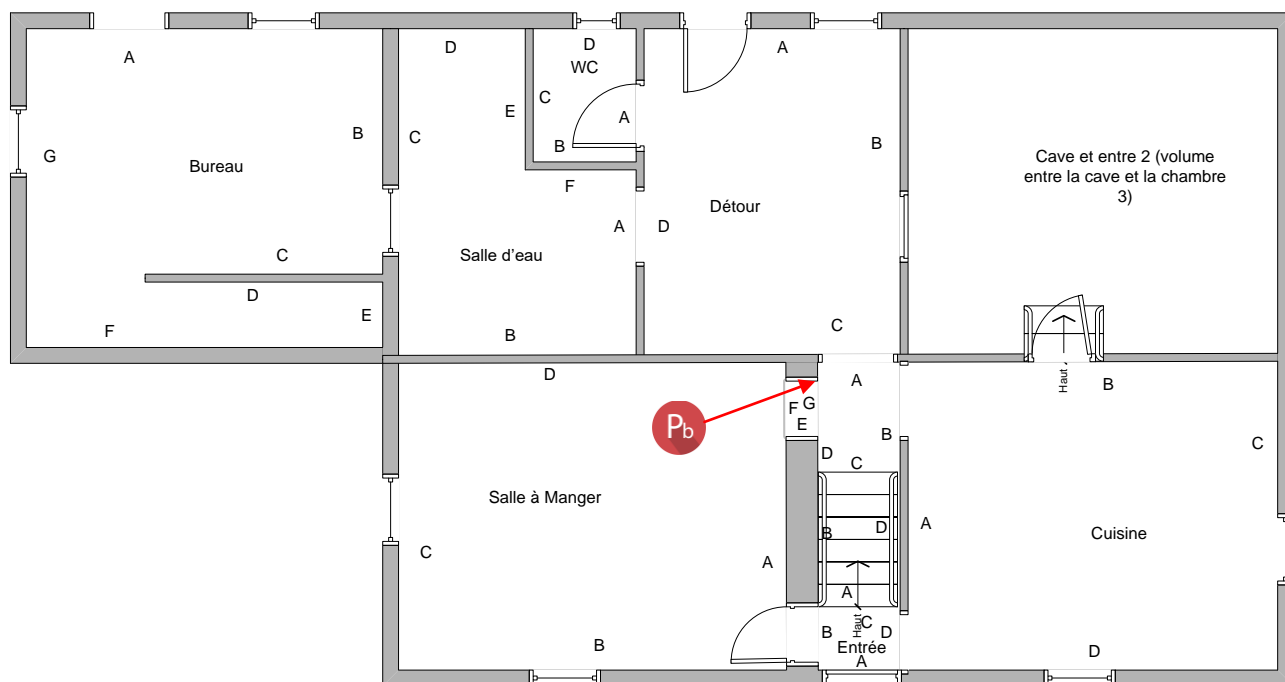 D
A
D
WC
A
E
C
A
B
C
B
B
G
Bureau
Cave et entre 2 (volume
entre la cave et la chambre
3)
F
Détour
A
D
Salle d'eau
C
D
E
F
B
C
D
A
B
Haut
F
G
Pb
E
B
C
D
C
Salle à Manger
A
B
D
Cuisine
C
A
A
Haut
C
B
D
Entrée
B
A
D